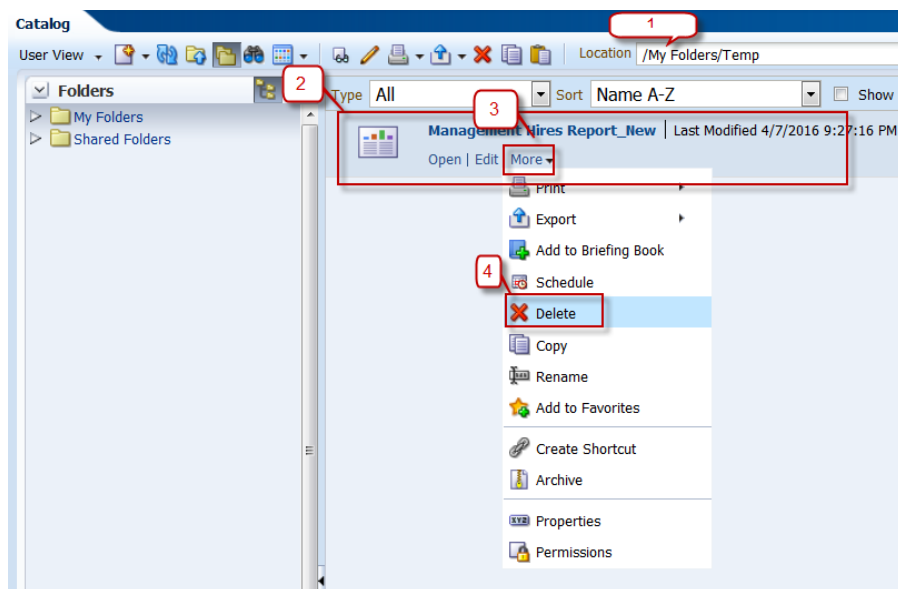 Catalog
1
User View
Location /My Folders/Temp
2
Folders
Type All Sort Name A-Z Show
3
My Folders
Shared Folders
Management Hires Report_New | Last Modified 4/7/2016 9:27:16 PM
Open | Edit More
Print
Export
Add to Briefing Book
4
Schedule
Delete
Copy
Rename
Add to Favorites
Create Shortcut
Archive
XYZ Properties
Permissions